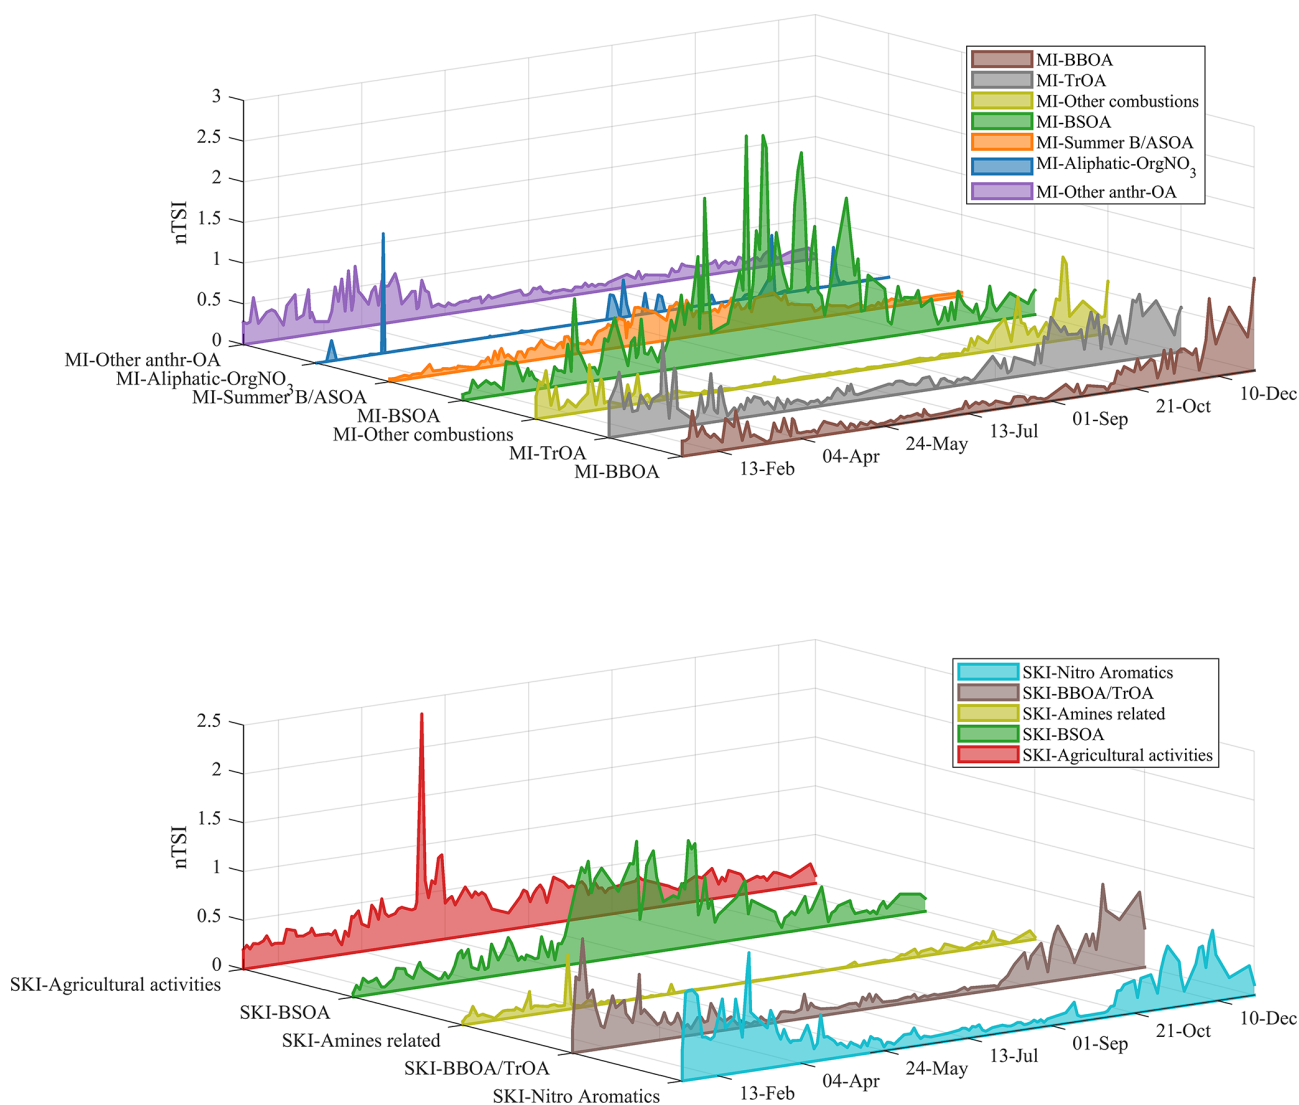 MI-BBOA
MI-TrOA
MI-Other combustions
MI-BSOA
MI-Summer B/ASOA
MI-Aliphatic-OrgNO3
MI-Other anthr-OA
3
2.5
2
1.5
1
0.5
0
nTSI
MI-Other anthr-OA
MI-Aliphatic-OrgNO3
MI-Summer B/ASOA
MI-BSOA
MI-Other combustions
MI-TrOA
MI-BBOA
13-Feb
04-Apr
24-May
13-Jul
01-Sep
21-Oct
10-Dec
SKI-Nitro Aromatics
SKI-BBOA/TrOA
SKI-Amines related
SKI-BSOA
SKI-Agricultural activities
2.5
2
1.5
1
0.5
0
nTSI
SKI-Agricultural activities
SKI-BSOA
SKI-Amines related
SKI-BBOA/TrOA
SKI-Nitro Aromatics
13-Feb
04-Apr
24-May
13-Jul
01-Sep
21-Oct
10-Dec